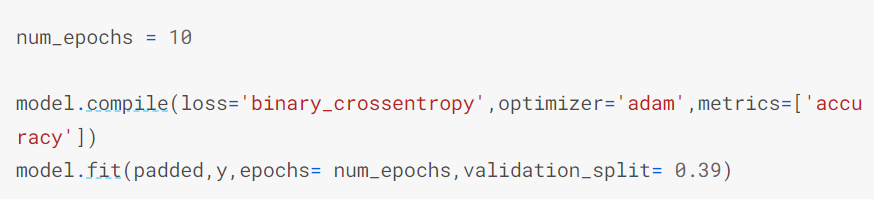 num_epochs = 10
model.compile(loss='binary_crossentropy',optimizer='adam',metrics=['accu
racy'])
model.fit(padded,y,epochs= num_epochs,validation_split= 0.39)